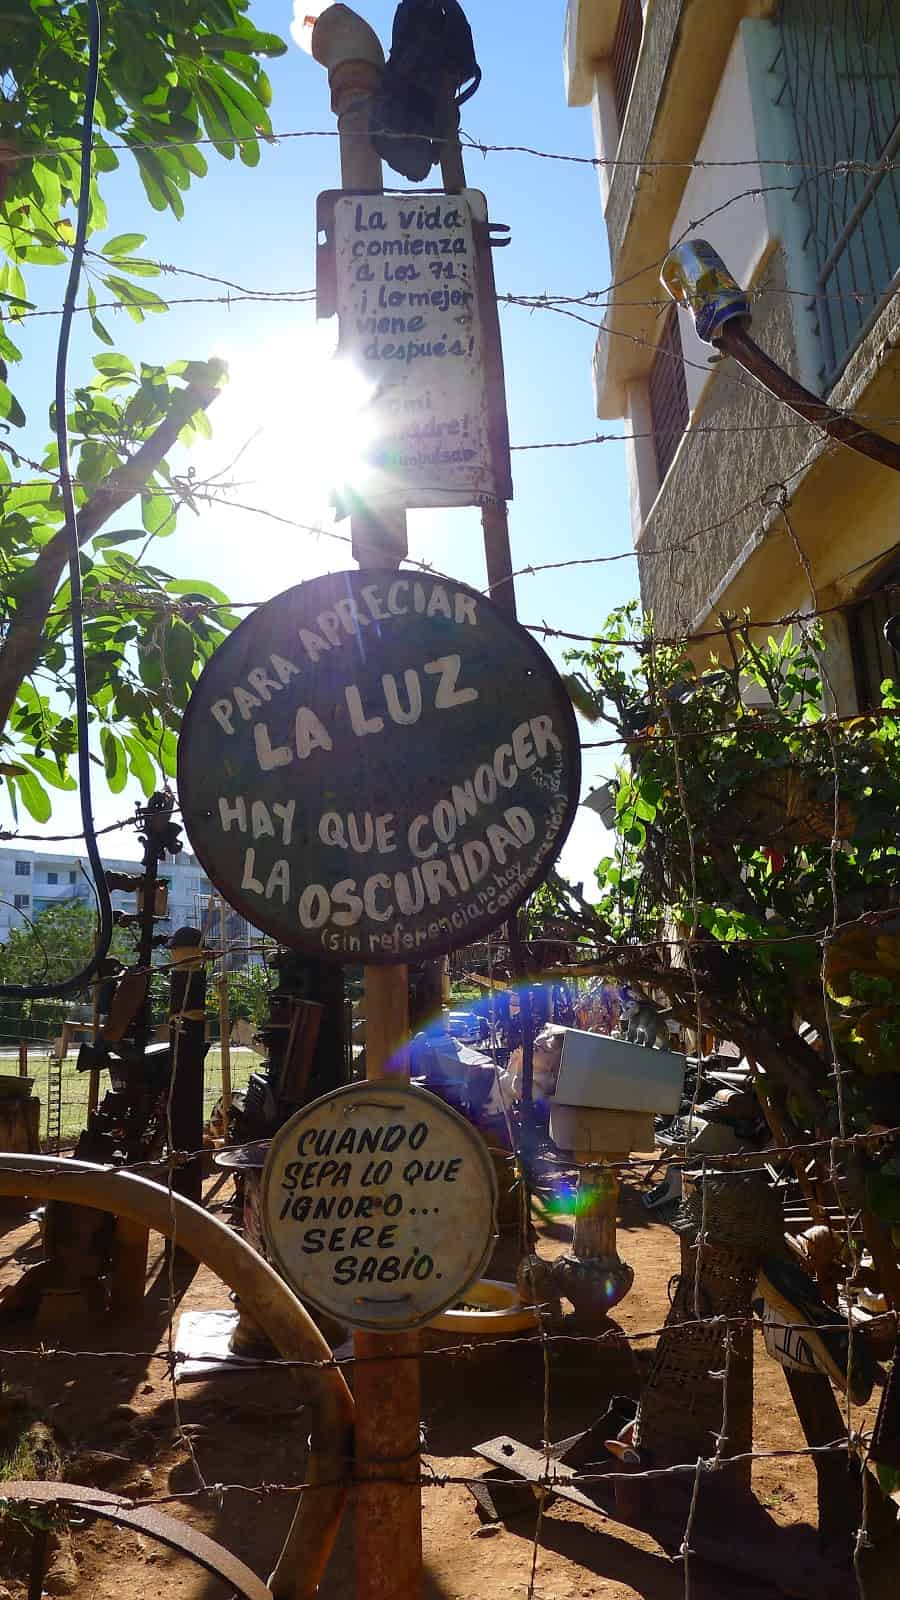 La vida
comienza
a los 71:
¡ lo mejor
viene
después!
mi
PARA APRECIAR
LA LUZ
HAY QUE CONOCER
LA OSCURIDAD
(sin referencia no hay
comparación)
CUANDO
SEPA LO QUE
IGNORO...
SERE
SABIO.